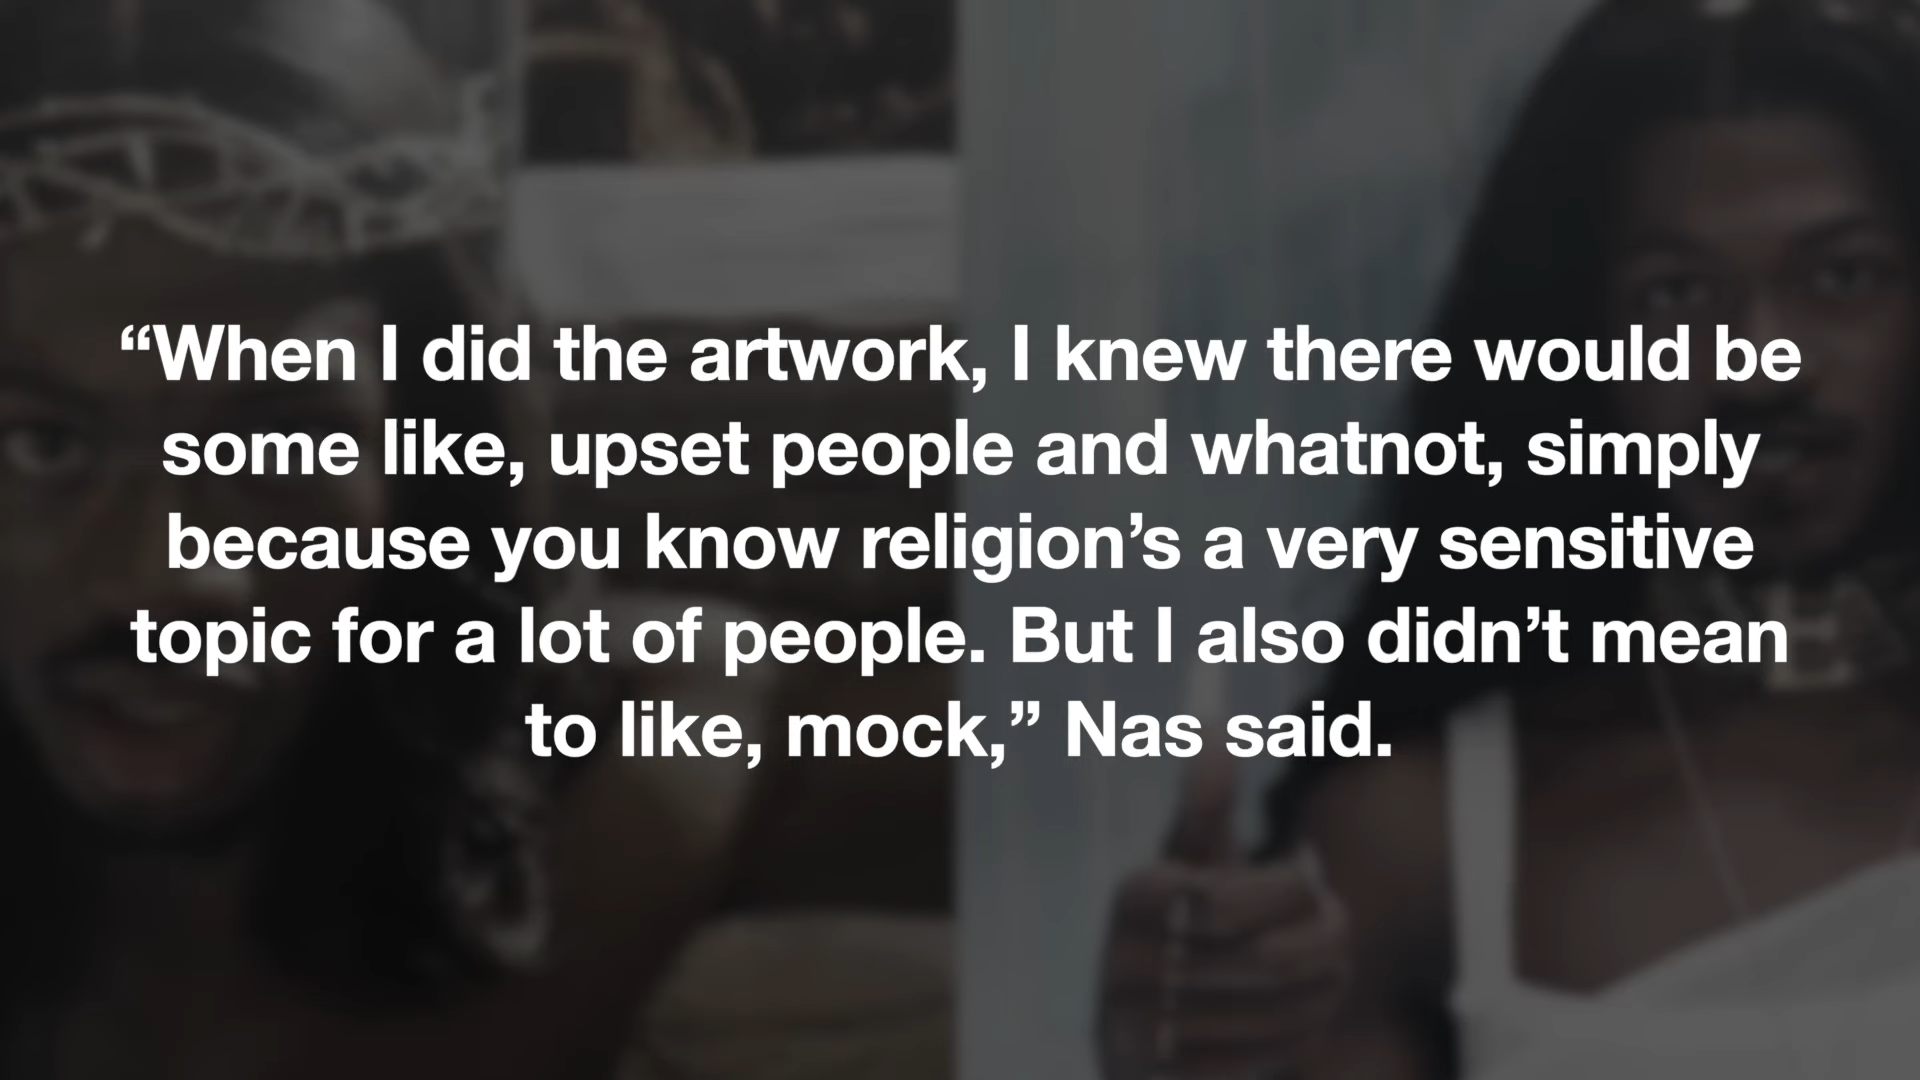 “When I did the artwork, I knew there would be
some like, upset people and whatnot, simply
because you know religion’s a very sensitive
topic for a lot of people. But I also didn’t mean
to like, mock,” Nas said.